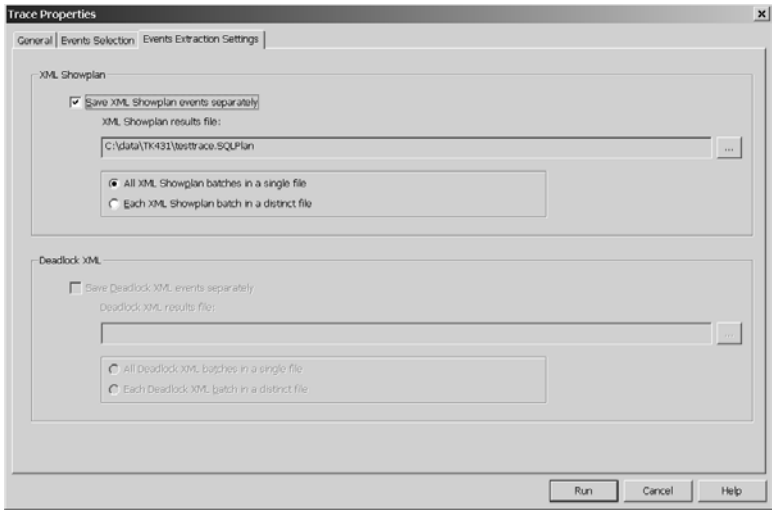 Trace Properties
General
Events Selection
Events Extraction Settings
XML Showplan
Save XML Showplan events separately
XML Showplan results file:
C:\data\TK431\testtrace.SQLPlan
...
All XML Showplan batches in a single file
Each XML Showplan batch in a distinct file
Deadlock XML
Save Deadlock XML events separately
Deadlock XML results file:
...
All Deadlock XML batches in a single file
Each Deadlock XML batch in a distinct file
Run
Cancel
Help